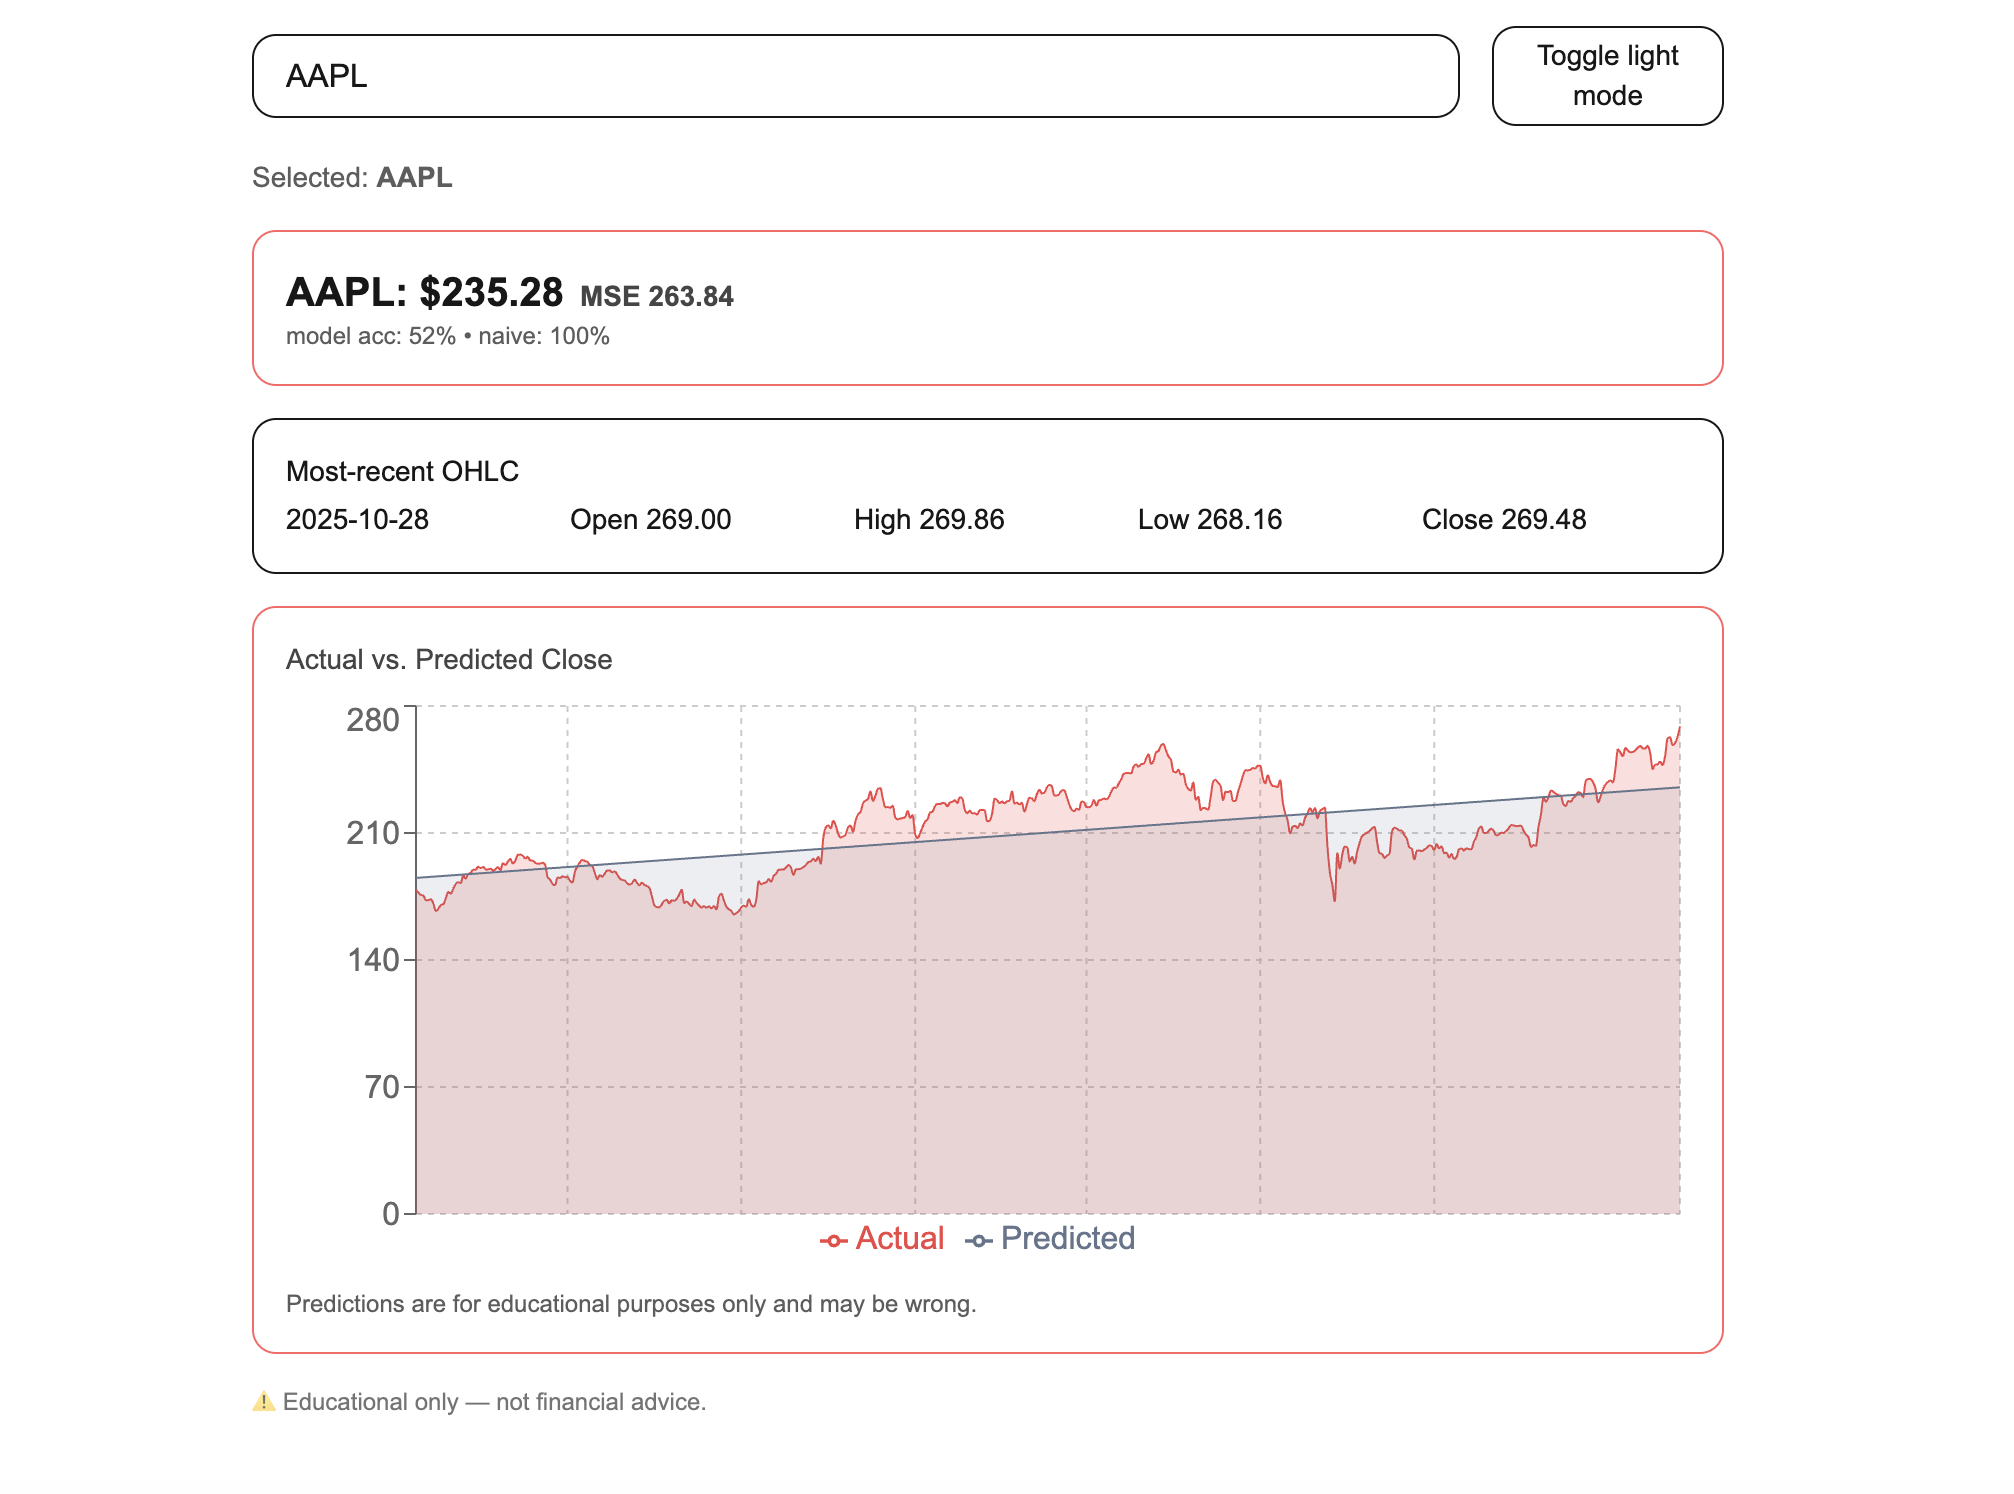 AAPL
Toggle light
mode
Selected: AAPL
AAPL: $235.28 MSE 263.84
model acc: 52% • naive: 100%
Most-recent OHLC
2025-10-28 Open 269.00 High 269.86 Low 268.16 Close 269.48
Actual vs. Predicted Close
280
210
140
70
0
Actual Predicted
Predictions are for educational purposes only and may be wrong.
⚠️ Educational only — not financial advice.